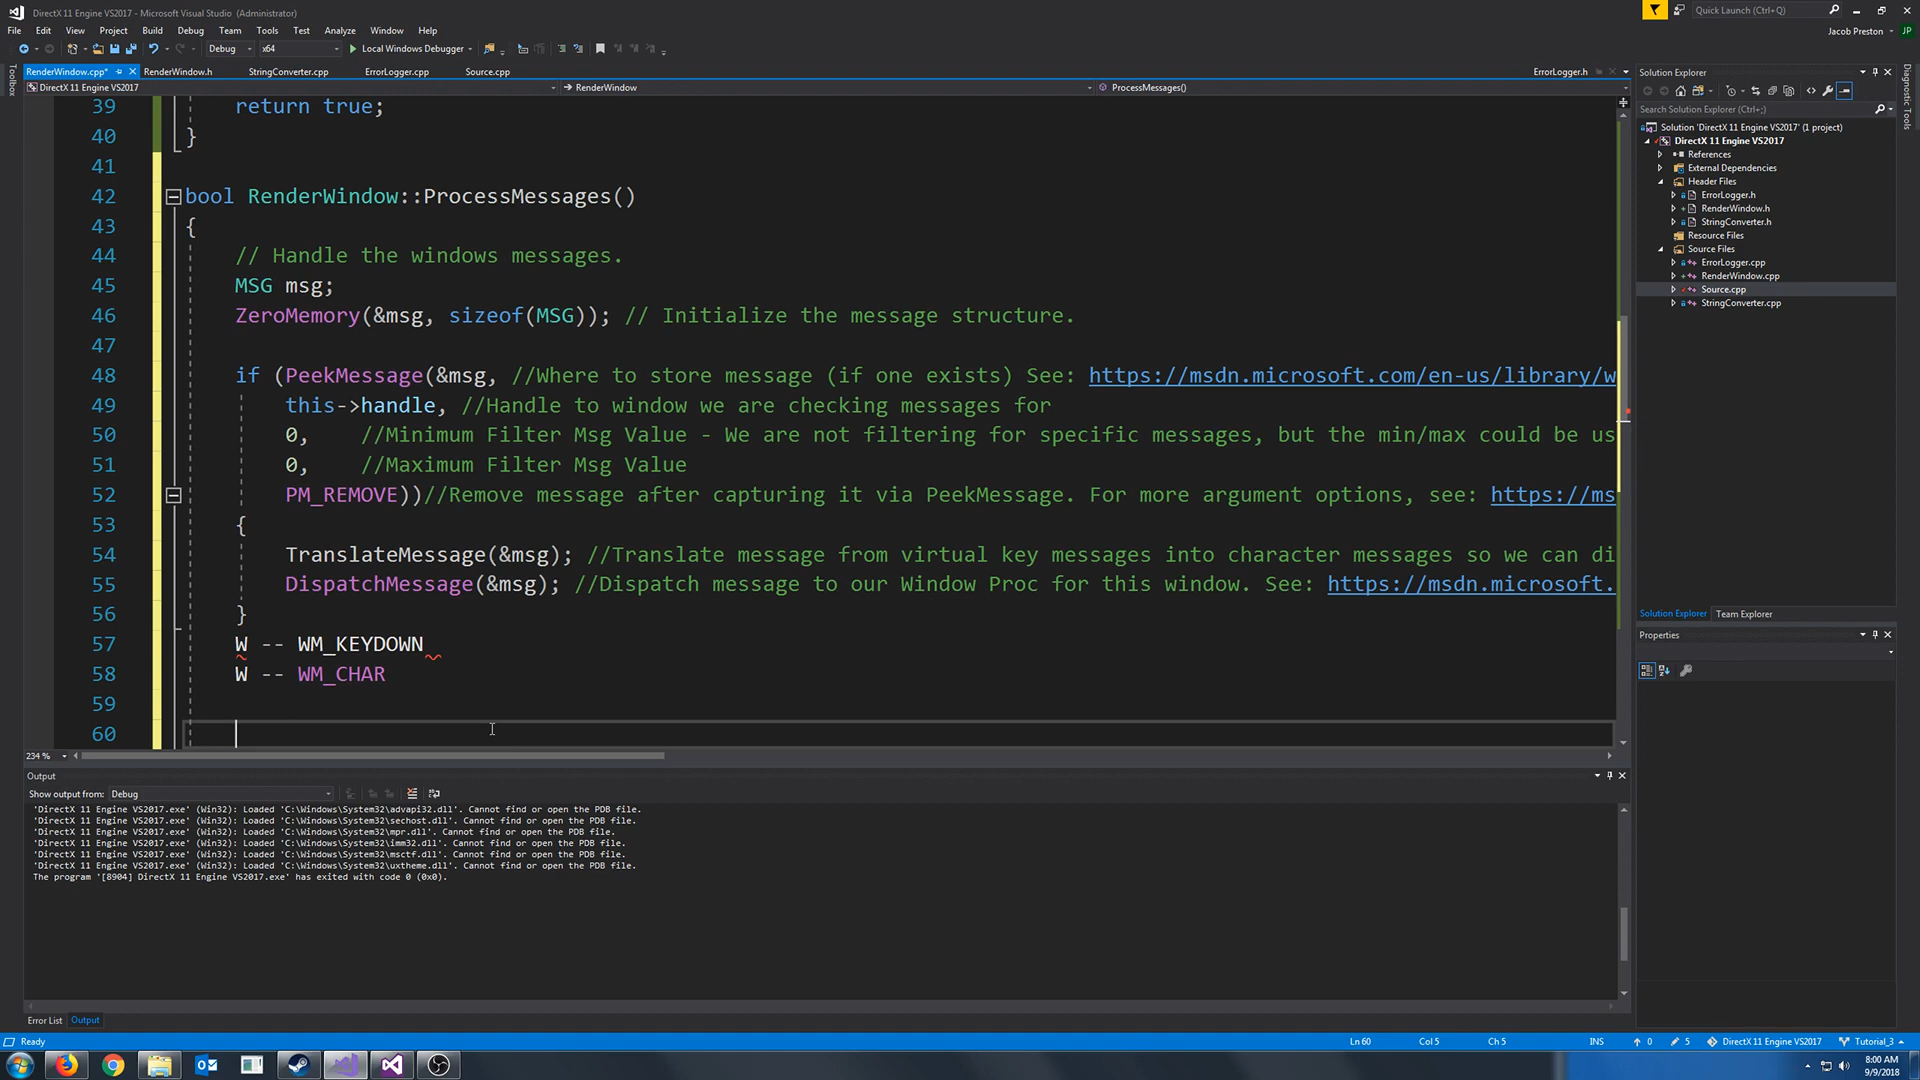 DirectX 11 Engine VS2017 - Microsoft Visual Studio (Administrator)
Quick Launch (Ctrl+Q)
File Edit View Project Build Debug Team Tools Test Analyze Window Help
Jacob Preston JP
Debug x64 Local Windows Debugger
Toolbox
RenderWindow.cpp* RenderWindow.h StringConverter.cpp ErrorLogger.cpp Source.cpp ErrorLogger.h
DirectX 11 Engine VS2017 RenderWindow ProcessMessages()
39 return true;
40 }
41
42 bool RenderWindow::ProcessMessages()
43 {
44 // Handle the windows messages.
45 MSG msg;
46 ZeroMemory(&msg, sizeof(MSG)); // Initialize the message structure.
47
48 if (PeekMessage(&msg, //Where to store message (if one exists) See: https://msdn.microsoft.com/en-us/library/w
49 this->handle, //Handle to window we are checking messages for
50 0, //Minimum Filter Msg Value - We are not filtering for specific messages, but the min/max could be us
51 0, //Maximum Filter Msg Value
52 PM_REMOVE))//Remove message after capturing it via PeekMessage. For more argument options, see: https://ms
53 {
54 TranslateMessage(&msg); //Translate message from virtual key messages into character messages so we can di
55 DispatchMessage(&msg); //Dispatch message to our Window Proc for this window. See: https://msdn.microsoft.
56 }
57 W -- WM_KEYDOWN
58 W -- WM_CHAR
59
60
234 %
Output
Show output from: Debug
'DirectX 11 Engine VS2017.exe' (Win32): Loaded 'C:\Windows\System32\advapi32.dll'. Cannot find or open the PDB file.
'DirectX 11 Engine VS2017.exe' (Win32): Loaded 'C:\Windows\System32\sechost.dll'. Cannot find or open the PDB file.
'DirectX 11 Engine VS2017.exe' (Win32): Loaded 'C:\Windows\System32\mpr.dll'. Cannot find or open the PDB file.
'DirectX 11 Engine VS2017.exe' (Win32): Loaded 'C:\Windows\System32\imm32.dll'. Cannot find or open the PDB file.
'DirectX 11 Engine VS2017.exe' (Win32): Loaded 'C:\Windows\System32\msctf.dll'. Cannot find or open the PDB file.
'DirectX 11 Engine VS2017.exe' (Win32): Loaded 'C:\Windows\System32\uxtheme.dll'. Cannot find or open the PDB file.
The program '[8904] DirectX 11 Engine VS2017.exe' has exited with code 0 (0x0).
Error List Output
Solution Explorer
Search Solution Explorer (Ctrl+;)
Solution 'DirectX 11 Engine VS2017' (1 project)
DirectX 11 Engine VS2017
References
External Dependencies
Header Files
ErrorLogger.h
RenderWindow.h
StringConverter.h
Resource Files
Source Files
ErrorLogger.cpp
RenderWindow.cpp
Source.cpp
StringConverter.cpp
Solution Explorer Team Explorer
Properties
Diagnostic Tools
Ready Ln 60 Col 5 Ch 5 INS 0 5 DirectX 11 Engine VS2017 Tutorial_3
8:00 AM
9/9/2018